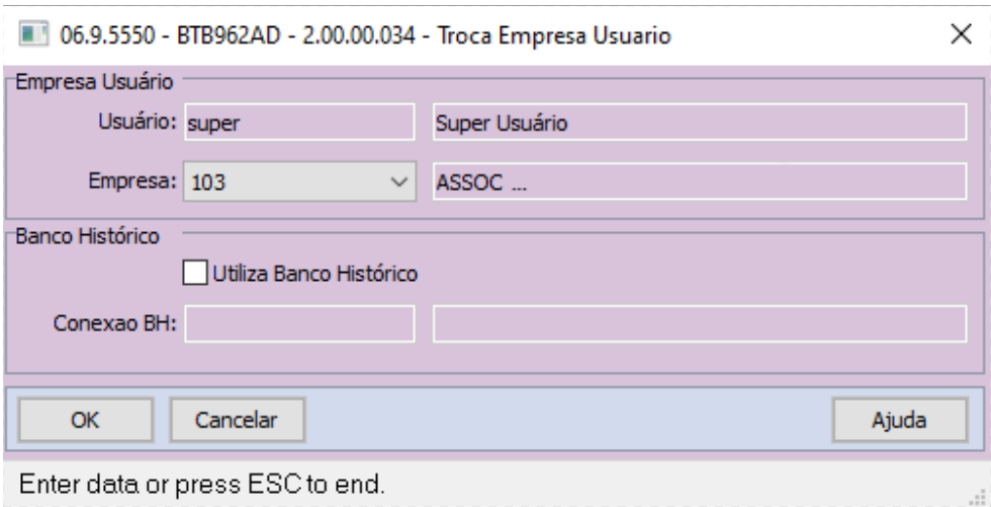 06.9.5550 - BTB962AD - 2.00.00.034 - Troca Empresa Usuario
Empresa Usuário
Usuário: super Super Usuário
Empresa: 103 ASSOC ...
Banco Histórico
Utiliza Banco Histórico
Conexao BH:
OK Cancelar Ajuda
Enter data or press ESC to end.